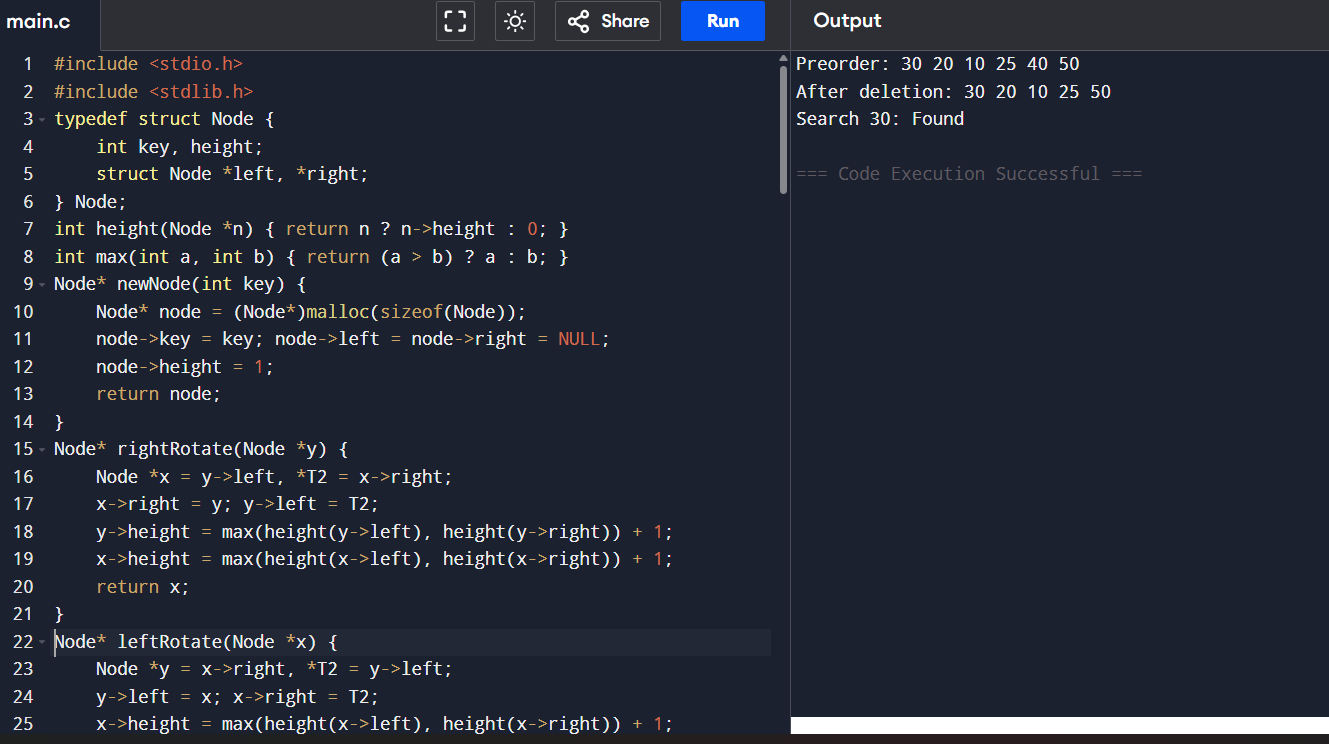 main.c
Share
Run
Output
1 #include <stdio.h>
2 #include <stdlib.h>
3 typedef struct Node {
4     int key, height;
5     struct Node *left, *right;
6 } Node;
7 int height(Node *n) { return n ? n->height : 0; }
8 int max(int a, int b) { return (a > b) ? a : b; }
9 Node* newNode(int key) {
10     Node* node = (Node*)malloc(sizeof(Node));
11     node->key = key; node->left = node->right = NULL;
12     node->height = 1;
13     return node;
14 }
15 Node* rightRotate(Node *y) {
16     Node *x = y->left, *T2 = x->right;
17     x->right = y; y->left = T2;
18     y->height = max(height(y->left), height(y->right)) + 1;
19     x->height = max(height(x->left), height(x->right)) + 1;
20     return x;
21 }
22 Node* leftRotate(Node *x) {
23     Node *y = x->right, *T2 = y->left;
24     y->left = x; x->right = T2;
25     x->height = max(height(x->left), height(x->right)) + 1;
Preorder: 30 20 10 25 40 50
After deletion: 30 20 10 25 50
Search 30: Found
=== Code Execution Successful ===